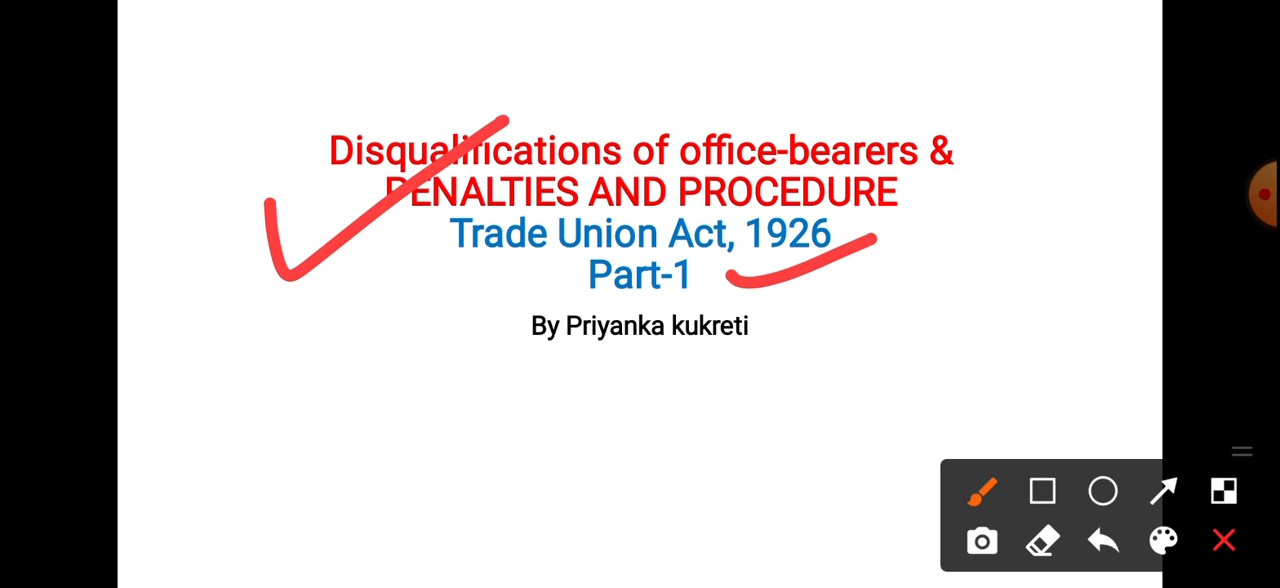 Disqualifications of office-bearers &
PENALTIES AND PROCEDURE
Trade Union Act, 1926
Part-1
By Priyanka kukreti